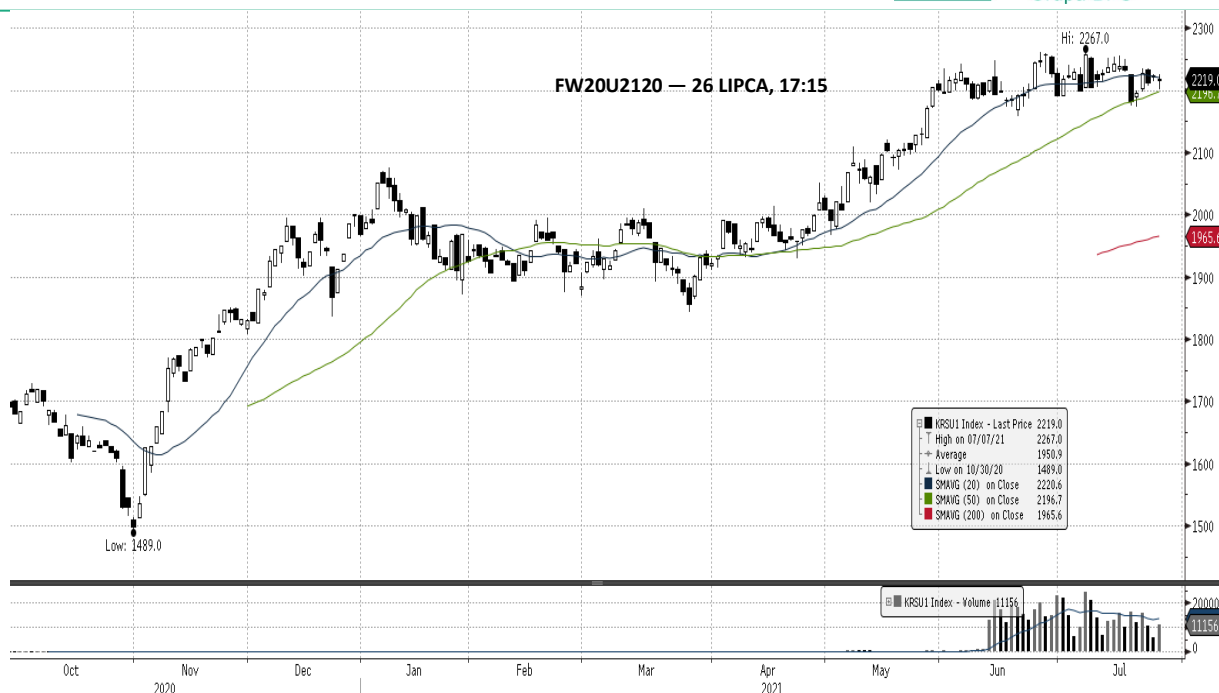 Hi: 2267.0
FW20U2120 — 26 LIPCA, 17:15
2300
2219.0
2196.7
2100
2000
1965.6
1900
1800
1700
1600
1500
Low: 1489.0
KRSU1 Index - Last Price 2219.0
High on 07/07/21 2267.0
Average 1950.9
Low on 10/30/20 1489.0
SMAVG (20) on Close 2220.6
SMAVG (50) on Close 2196.7
SMAVG (200) on Close 1965.6
KRSU1 Index - Volume 11156
20000
11156
0
Oct Nov Dec Jan Feb Mar Apr May Jun Jul
2020 2021